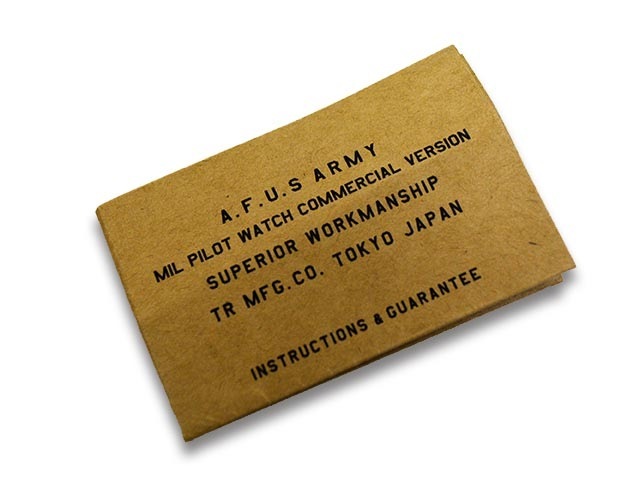 A.F.U.S ARMY
MIL PILOT WATCH COMMERCIAL VERSION
SUPERIOR WORKMANSHIP
TR MFG.CO. TOKYO JAPAN
INSTRUCTIONS & GUARANTEE